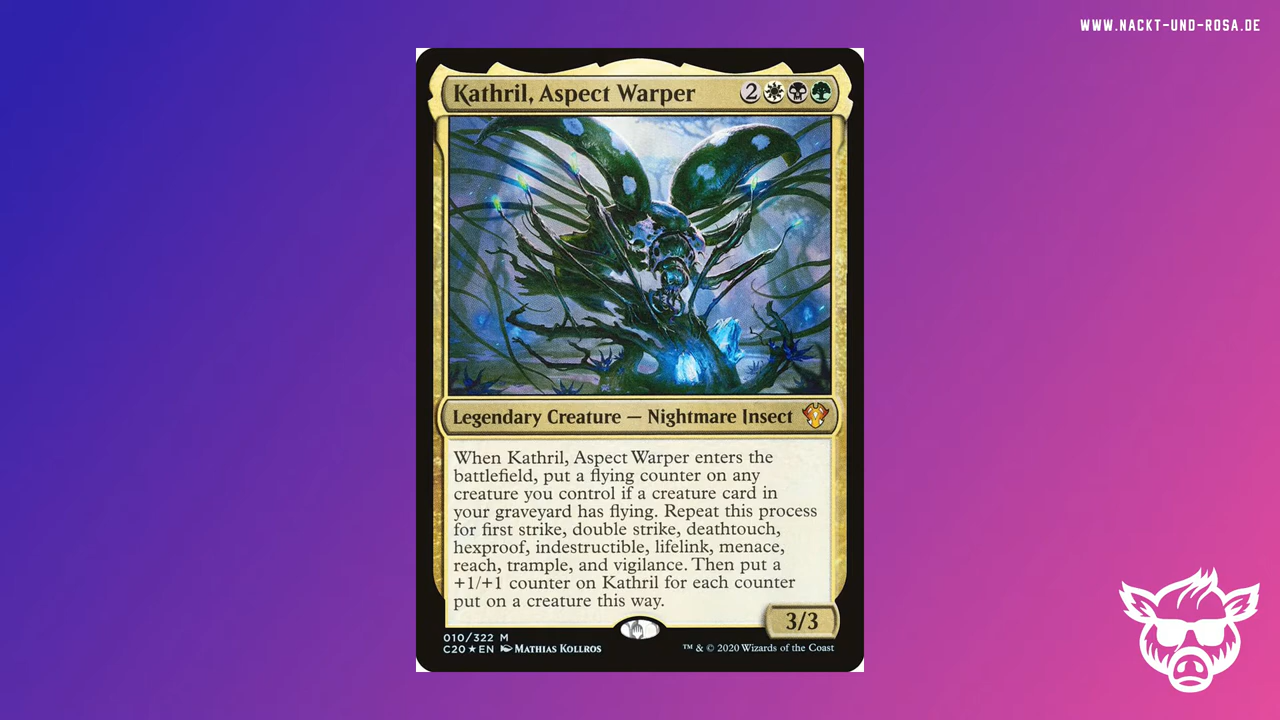 WWW.NACKT-UND-ROSA.DE
Kathril, Aspect Warper 2
Legendary Creature — Nightmare Insect
When Kathril, Aspect Warper enters the
battlefield, put a flying counter on any
creature you control if a creature card in
your graveyard has flying. Repeat this process
for first strike, double strike, deathtouch,
hexproof, indestructible, lifelink, menace,
reach, trample, and vigilance. Then put a
+1/+1 counter on Kathril for each counter
put on a creature this way.
3/3
010/322 M
C20★EN Mathias Kollros
™ & © 2020 Wizards of the Coast